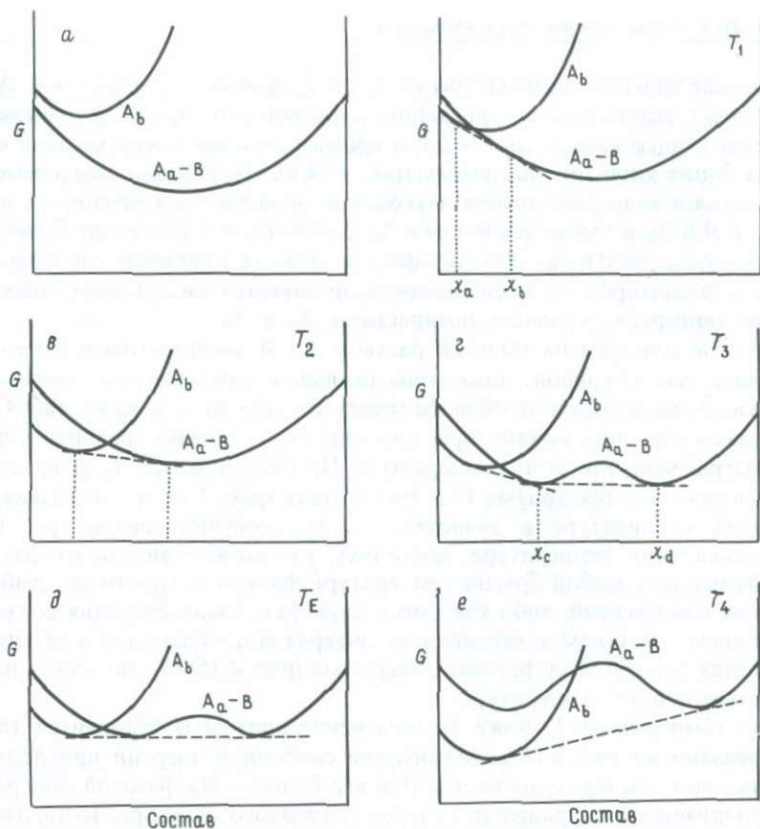 а
G
A_b
A_a–B
T_1
G
A_b
A_a–B
x_a
x_b
в
T_2
G
A_b
A_a–B
г
T_3
G
A_b
A_a–B
x_c
x_d
д
T_E
G
A_b
A_a–B
Состав
T_4
G
A_a–B
A_b
Состав